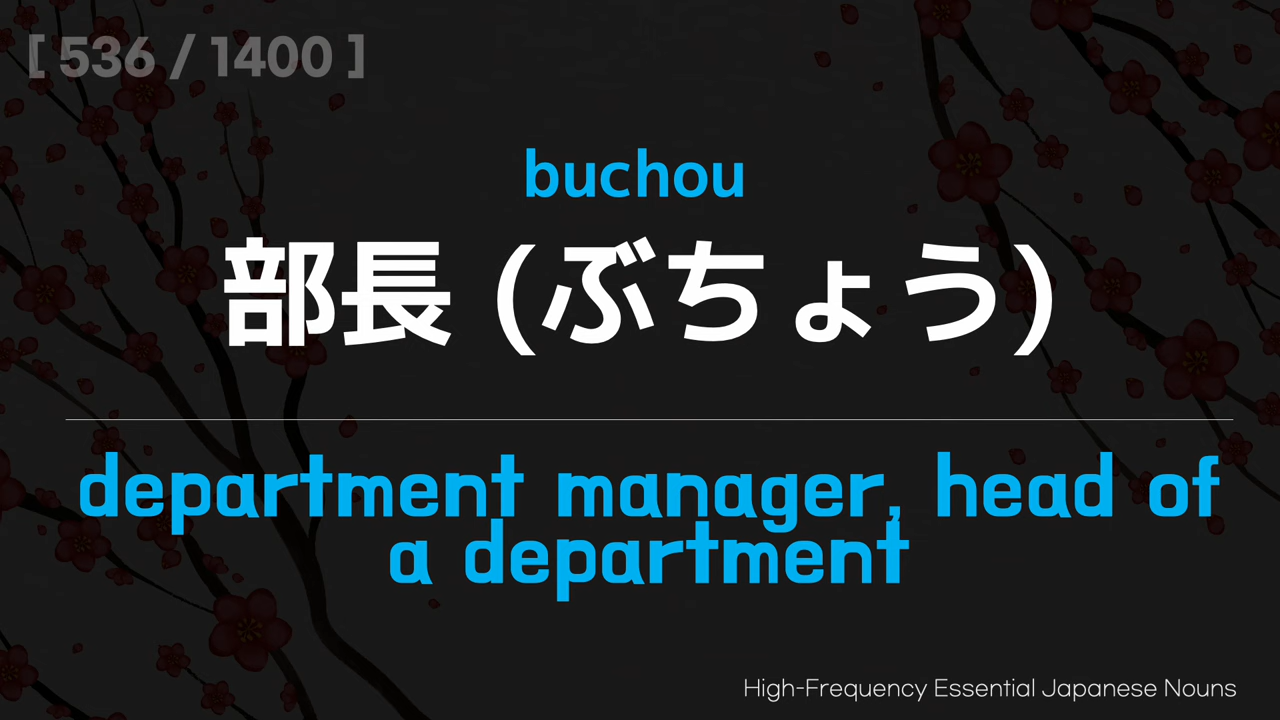 [ 536 / 1400 ]
buchou
部長 (ぶちょう)
department manager, head of
a department
High-Frequency Essential Japanese Nouns